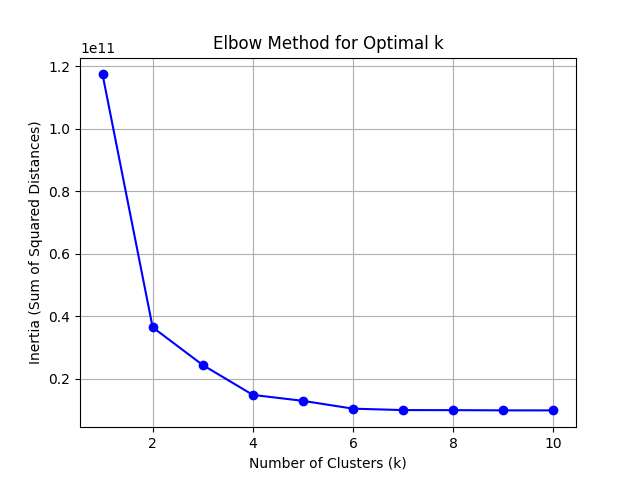 Elbow Method for Optimal k
1e11
1.2
1.0
0.8
0.6
0.4
0.2
Inertia (Sum of Squared Distances)
2 4 6 8 10
Number of Clusters (k)